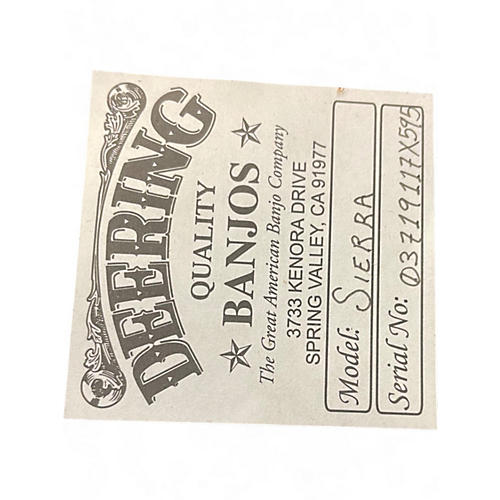 DEERING
QUALITY
BANJOS
The Great American Banjo Company
3733 KENORA DRIVE
SPRING VALLEY, CA 91977
Model: SIERRA
Serial No: 03719117X595